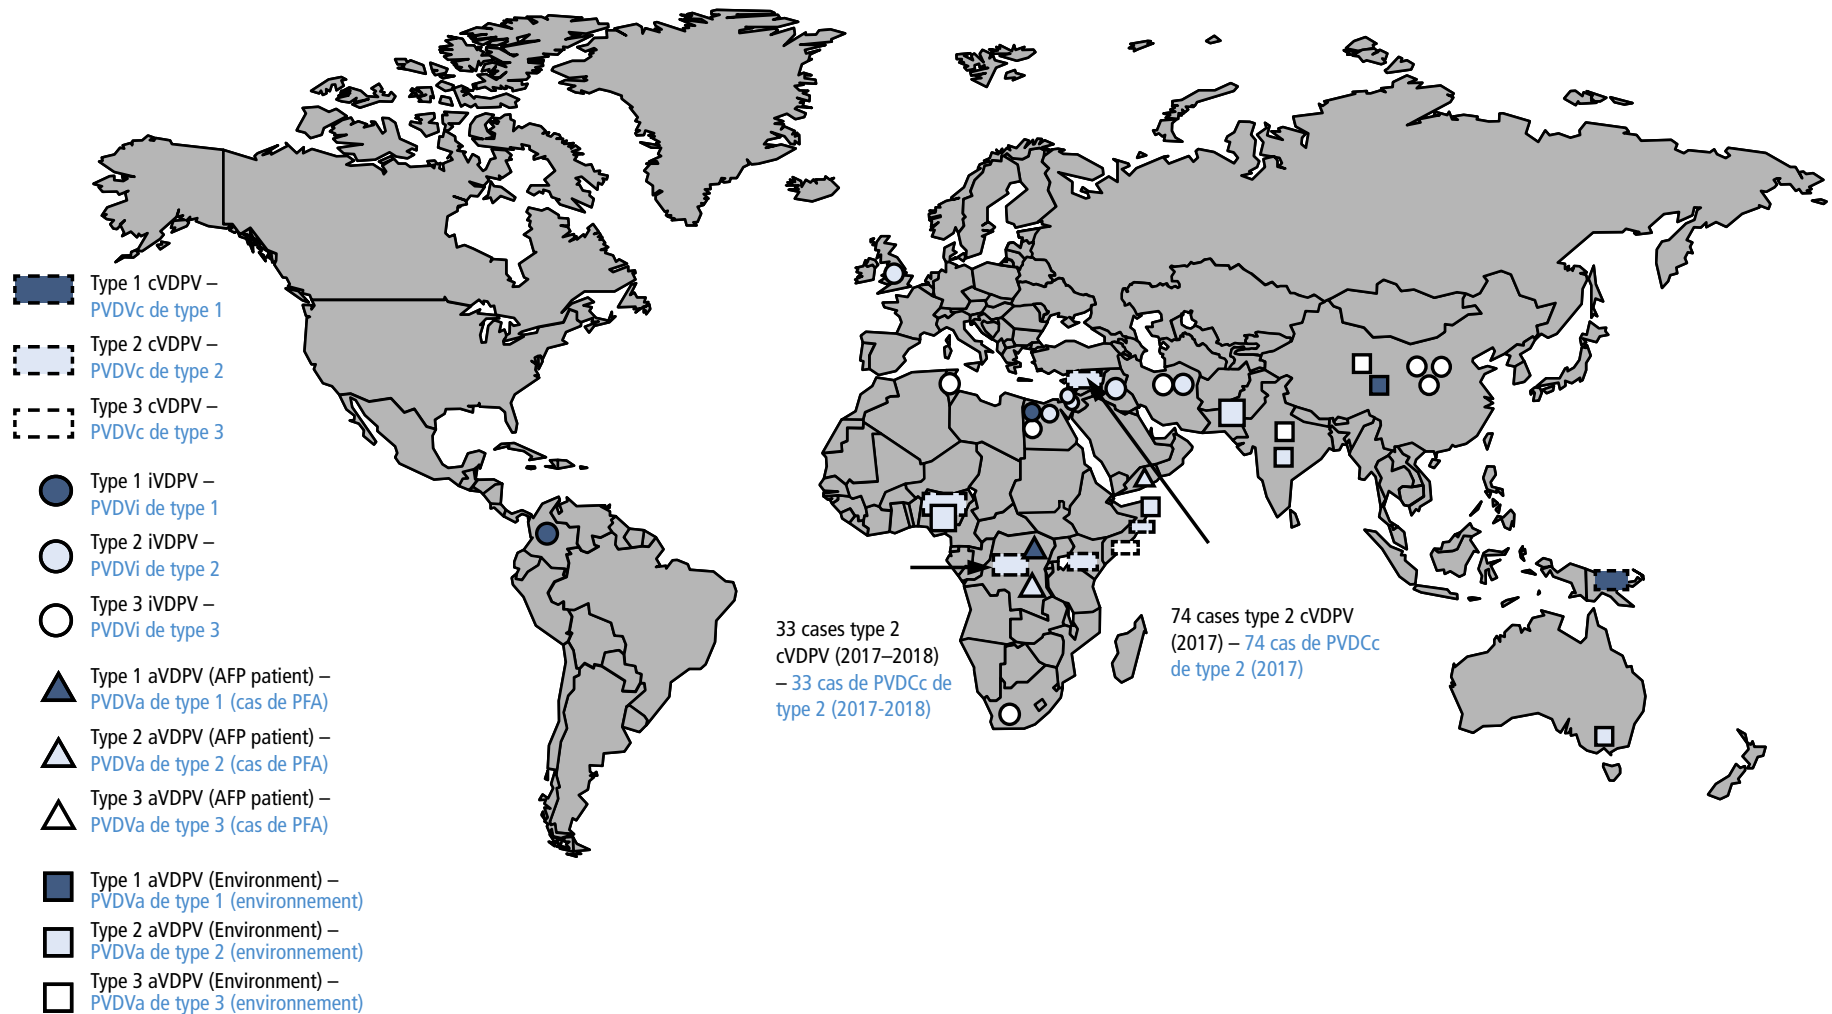 Type 1 cVDPV –
PVDVc de type 1
Type 2 cVDPV –
PVDVc de type 2
Type 3 cVDPV –
PVDVc de type 3
Type 1 iVDPV –
PVDVi de type 1
Type 2 iVDPV –
PVDVi de type 2
Type 3 iVDPV –
PVDVi de type 3
Type 1 aVDPV (AFP patient) –
PVDVa de type 1 (cas de PFA)
Type 2 aVDPV (AFP patient) –
PVDVa de type 2 (cas de PFA)
Type 3 aVDPV (AFP patient) –
PVDVa de type 3 (cas de PFA)
Type 1 aVDPV (Environment) –
PVDVa de type 1 (environnement)
Type 2 aVDPV (Environment) –
PVDVa de type 2 (environnement)
Type 3 aVDPV (Environment) –
PVDVa de type 3 (environnement)
33 cases type 2
cVDPV (2017–2018)
– 33 cas de PVDCc de
type 2 (2017-2018)
74 cases type 2 cVDPV
(2017) – 74 cas de PVDCc
de type 2 (2017)